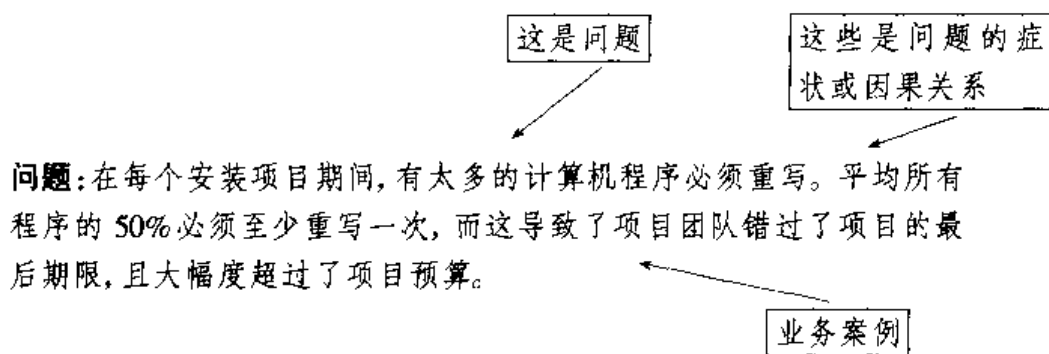 这是问题
这些是问题的症
状或因果关系
问题:在每个安装项目期间,有太多的计算机程序必须重写。平均所有
程序的 50%必须至少重写一次,而这导致了项目团队错过了项目的最
后期限,且大幅度超过了项目预算。
业务案例